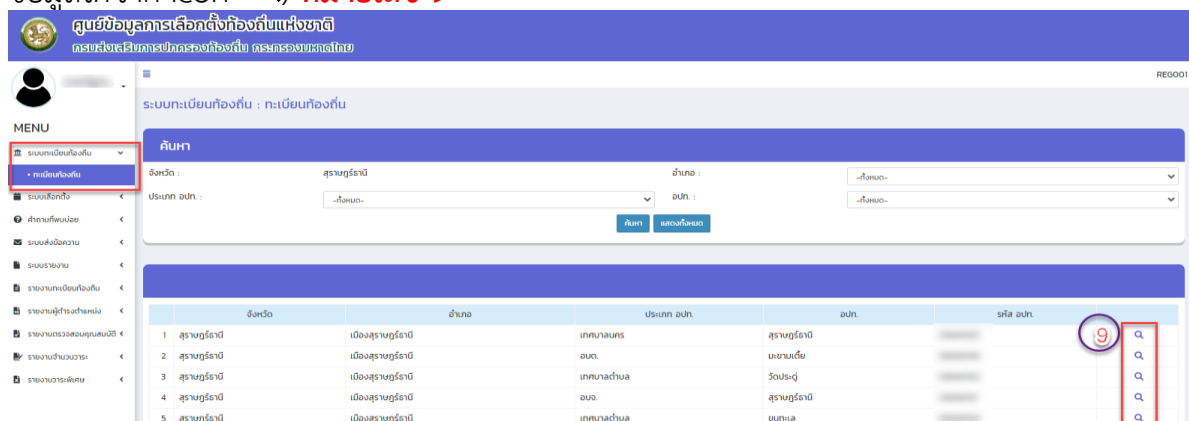 ศูนย์ข้อมูลการเลือกตั้งท้องถิ่นแห่งชาติ
กรมส่งเสริมการปกครองท้องถิ่น กระทรวงมหาดไทย
REG001
ระบบทะเบียนท้องถิ่น : ทะเบียนท้องถิ่น
MENU
ระบบทะเบียนท้องถิ่น
• ทะเบียนท้องถิ่น
ระบบเลือกตั้ง
คำถามที่พบบ่อย
ระบบส่งข้อความ
ระบบรายงาน
รายงานทะเบียนท้องถิ่น
รายงานผู้ดำรงตำแหน่ง
รายงานตรวจสอบคุณสมบัติ
รายงานจำนวนวาระ
รายงานวาระพิเศษ
ค้นหา
จังหวัด : สุราษฎร์ธานี อำเภอ : -ทั้งหมด-
ประเภท อปท. : -ทั้งหมด- อปท. : -ทั้งหมด-
ค้นหา แสดงทั้งหมด
จังหวัด อำเภอ ประเภท อปท. อปท. รหัส อปท.
9
1 สุราษฎร์ธานี เมืองสุราษฎร์ธานี เทศบาลนคร สุราษฎร์ธานี
2 สุราษฎร์ธานี เมืองสุราษฎร์ธานี อบต. มะขามเตี้ย
3 สุราษฎร์ธานี เมืองสุราษฎร์ธานี เทศบาลตำบล วัดประดู่
4 สุราษฎร์ธานี เมืองสุราษฎร์ธานี อบจ. สุราษฎร์ธานี
5 สุราษฎร์ธานี เมืองสุราษฎร์ธานี เทศบาลตำบล ขุนทะเล